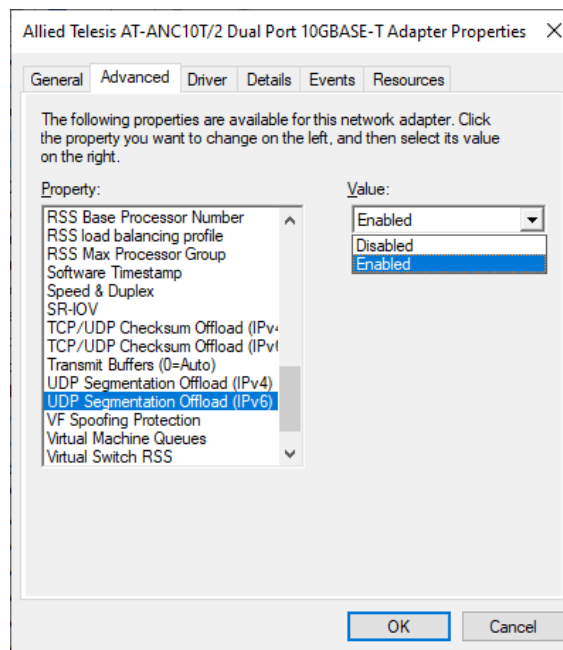 Allied Telesis AT-ANC10T/2 Dual Port 10GBASE-T Adapter Properties
General Advanced Driver Details Events Resources
The following properties are available for this network adapter. Click
the property you want to change on the left, and then select its value
on the right.
Property:
Value:
RSS Base Processor Number
RSS load balancing profile
RSS Max Processor Group
Software Timestamp
Speed & Duplex
SR-IOV
TCP/UDP Checksum Offload (IPv4
TCP/UDP Checksum Offload (IPv6
Transmit Buffers (0=Auto)
UDP Segmentation Offload (IPv4)
UDP Segmentation Offload (IPv6)
VF Spoofing Protection
Virtual Machine Queues
Virtual Switch RSS
Enabled
Disabled
Enabled
OK Cancel